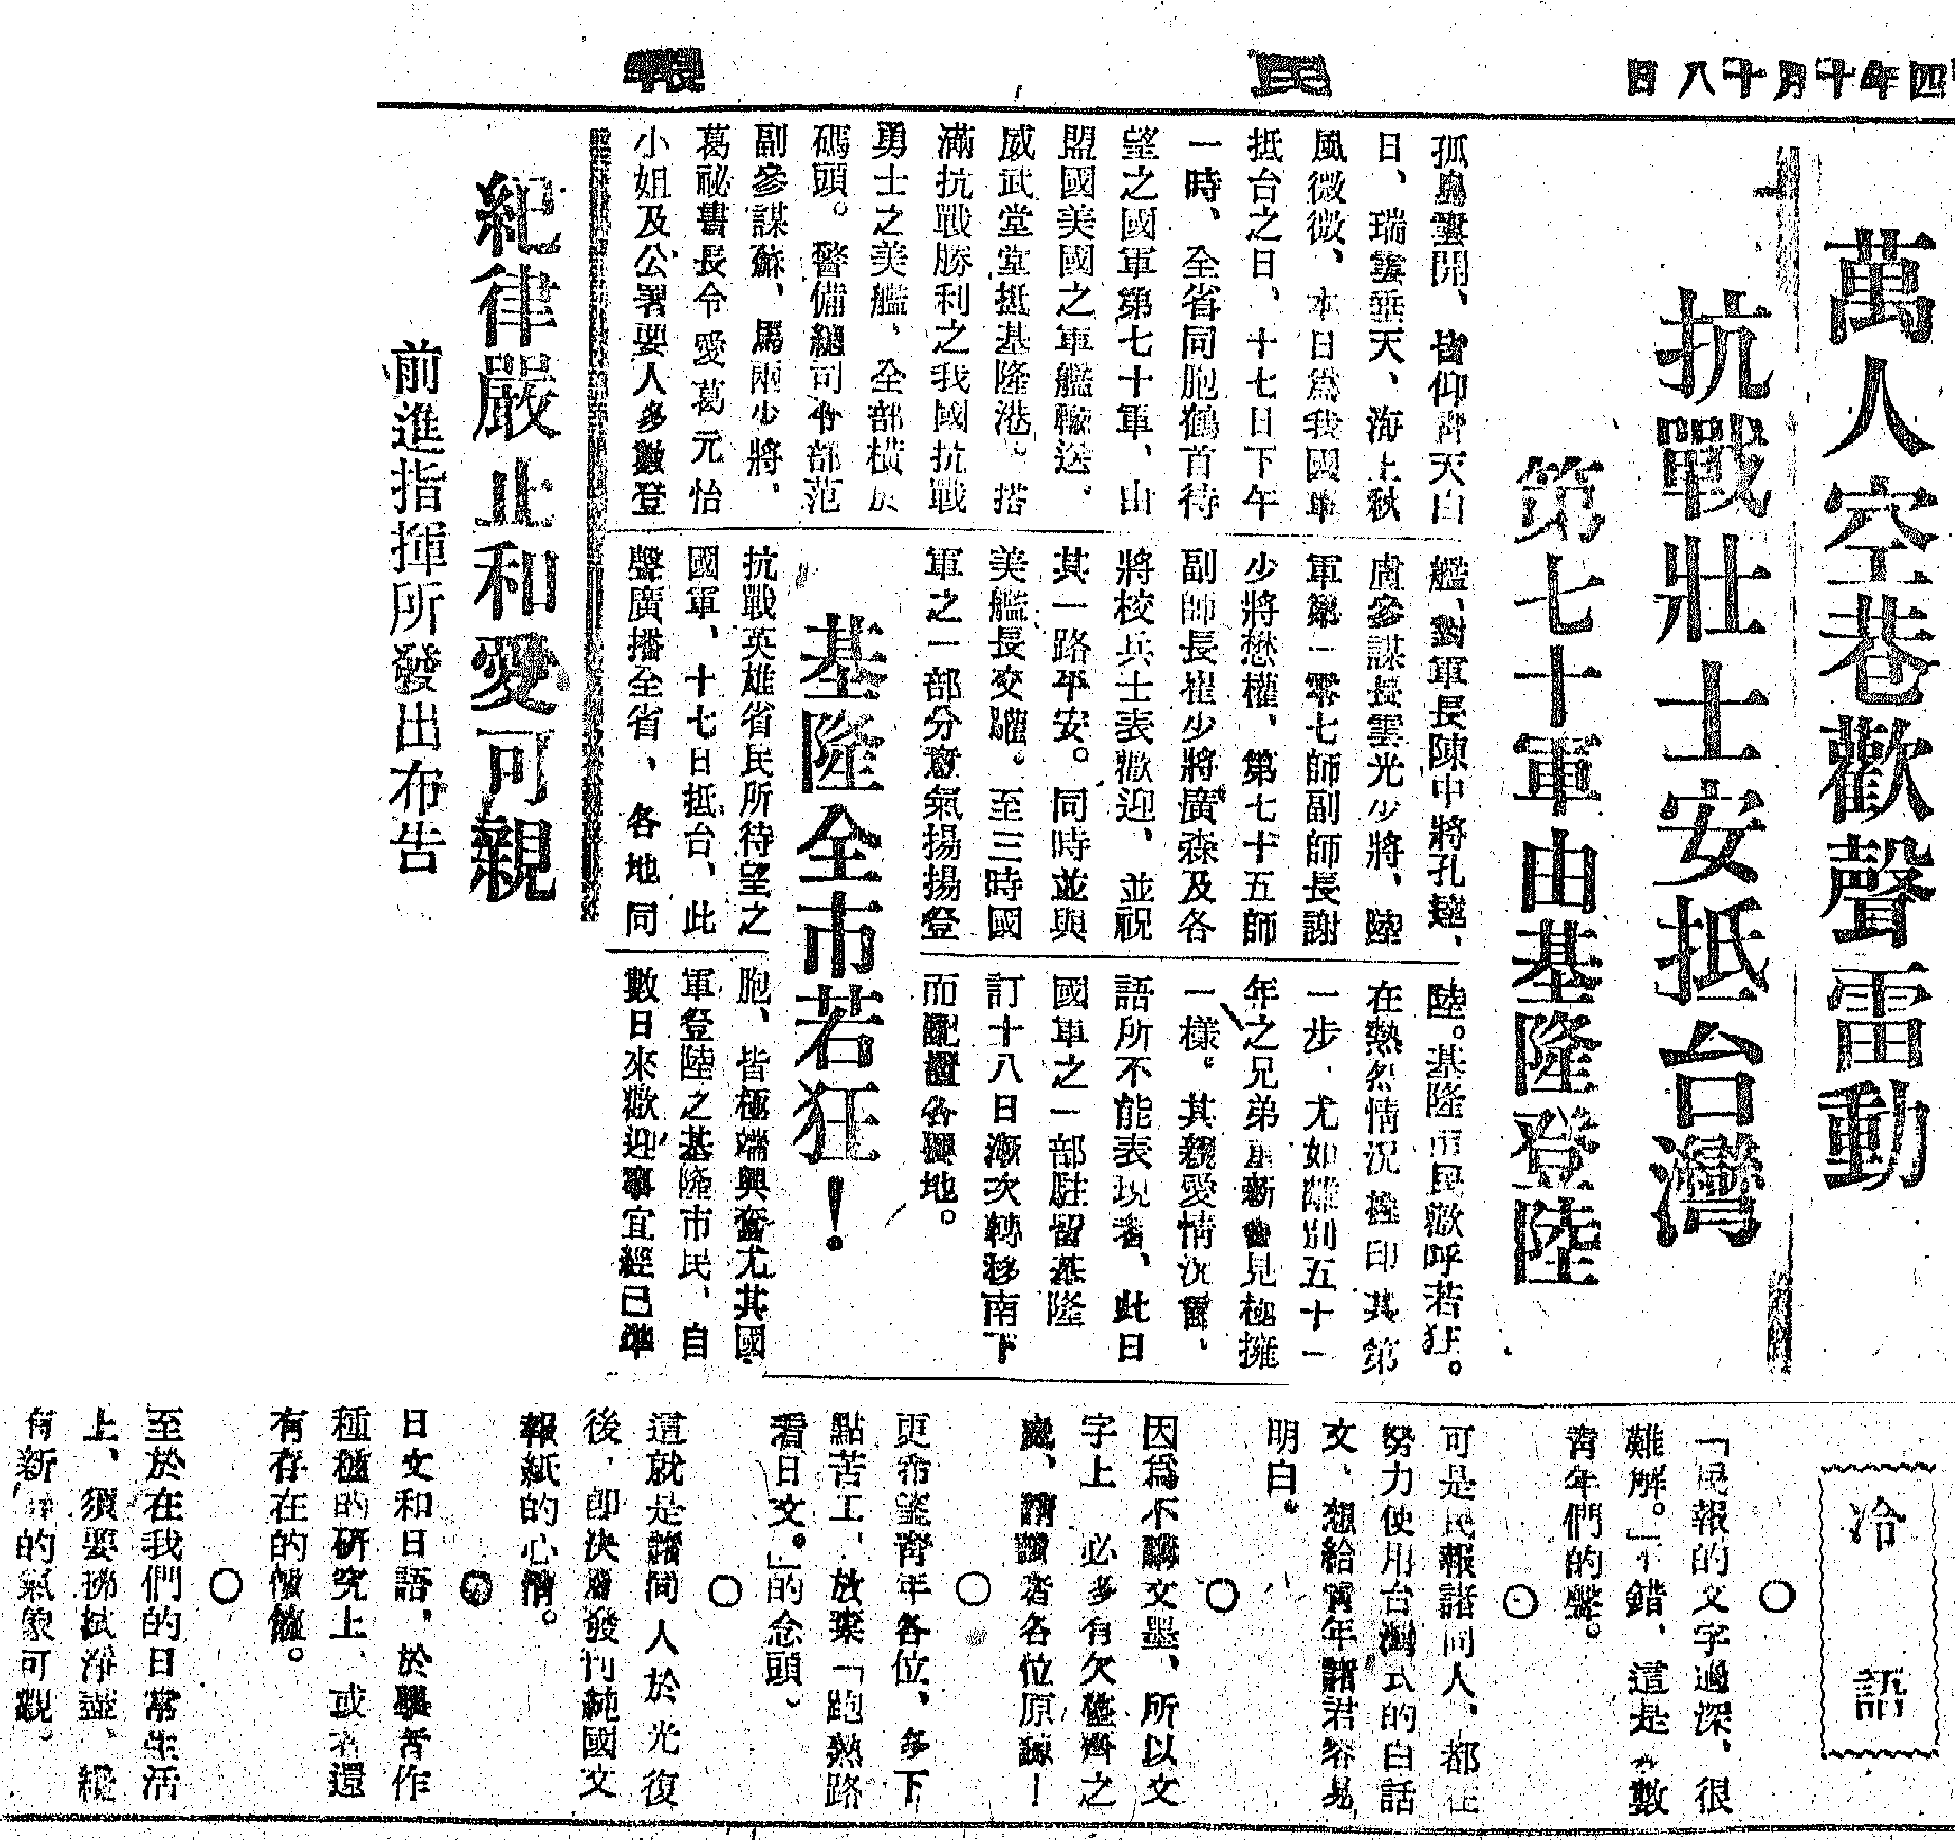 四年十月十八日
民
報
萬人空巷歡聲雷動
抗戰壯士安抵台灣
第七十軍由基隆登陸
孤島雲開、皆仰青天白
日、瑞雲垂天、海上秋
風微微、本日爲我國軍
抵台之日、十七日下午
一時、全省同胞鶴首待
望之國軍第七十軍、由
盟國美國之軍艦輸送、
威武堂堂抵基隆港。搭
滿抗戰勝利之我國抗戰
勇士之美艦、全部橫於
碼頭。警備總司令部范
副參謀蘇、馬兩少將、
葛祕書長令愛葛元怡
小姐及公署要人多數登
艦、對軍長陳中將孔達、
盧參謀長雲光少將、陸
軍第一零七師副師長謝
少將懋權、第七十五師
副師長崔少將廣森及各
將校兵士表歡迎、並祝
其一路平安。同時並與
美艦長交驩。至三時國
軍之一部分意氣揚揚登
陸。基隆市民歡呼若狂。
在熱烈情況裡印其第
一步、尤如離別五十一
年之兄弟重新會見極擁
一樣。其親愛情況實、
語所不能表現者、此日
國軍之一部駐留基隆
訂十八日漸次轉移南下
而配置各要地。
基隆全市若狂！
抗戰英雄省民所待望之
國軍、十七日抵台、此
聲廣播全省、各地同
胞、皆極端興奮尤其國
軍登陸之基隆市民、自
數日來歡迎事宜經已準
紀律嚴正和愛可親
前進指揮所發出布告
冷語
○
「民報的文字過深、很
難解。」不錯、這是多數
青年們的聲。
○
可是民報諸同人、都在
努力使用台灣式的白話
文、想給青年諸君容易
明白。
○
因爲不講文墨、所以文
字上 必多有欠整齊之
處、請讀者各位原諒！
○
更希望青年各位、多下
點苦工、放棄「跑熱路
看日文。」的念頭、
○
這就是諸同人於光復
後、即決意發刊純國文
報紙的心情。
○
日文和日語、於學者作
種種的研究上、或者還
有存在的價值。
○
至於在我們的日常生活
上、須要拂拭淨盡、纔
有新 的氣象可觀。